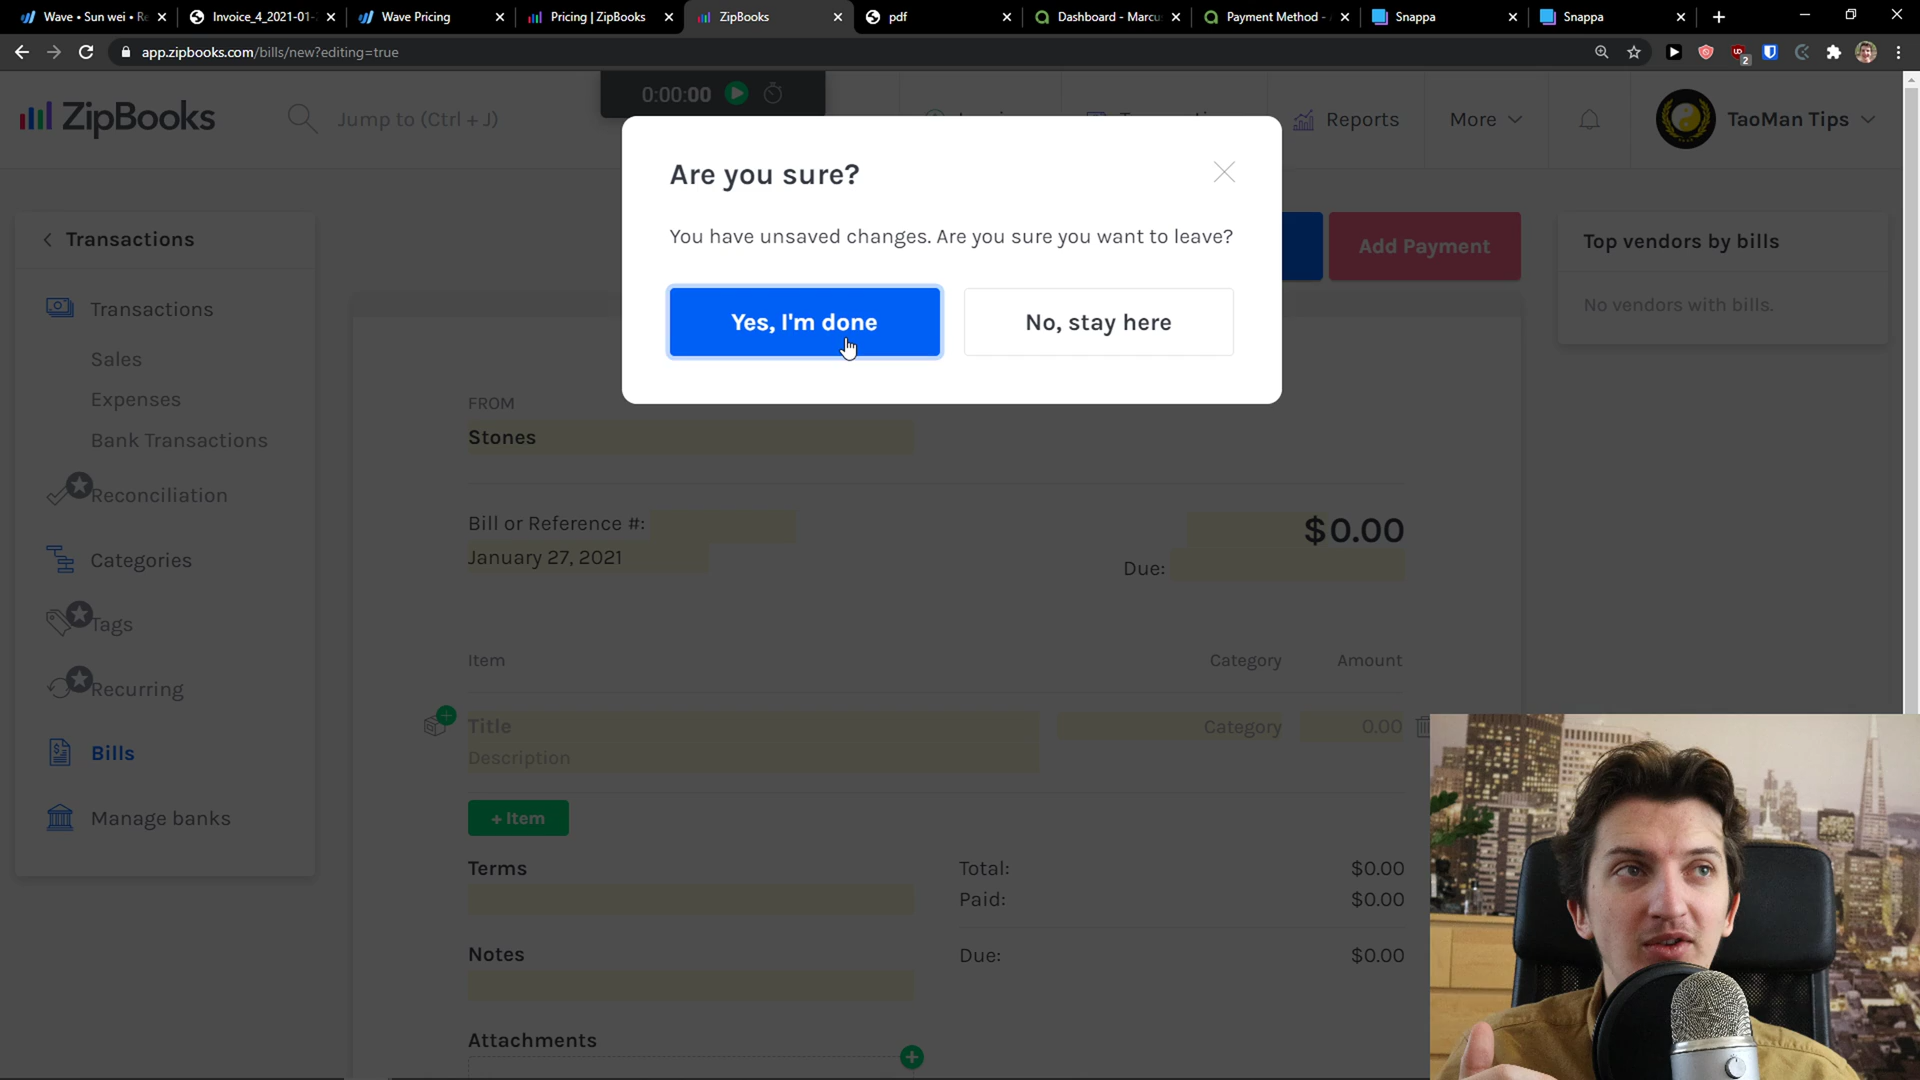 Wave • Sun wei • Re
Invoice_4_2021-01-
Wave Pricing
Pricing | ZipBooks
ZipBooks
pdf
Dashboard - Marcu
Payment Method -
Snappa
Snappa
app.zipbooks.com/bills/new?editing=true
2
ZipBooks
Jump to (Ctrl + J)
0:00:00
Reports
More
TaoMan Tips
Are you sure?
You have unsaved changes. Are you sure you want to leave?
Yes, I'm done
No, stay here
Transactions
Transactions
Sales
Expenses
Bank Transactions
Reconciliation
Categories
Tags
Recurring
Bills
Manage banks
Add Payment
Top vendors by bills
No vendors with bills.
FROM
Stones
Bill or Reference #:
January 27, 2021
$0.00
Due:
Item Category Amount
Title Category 0.00
Description
+ Item
Terms
Notes
Attachments
Total: $0.00
Paid: $0.00
Due: $0.00